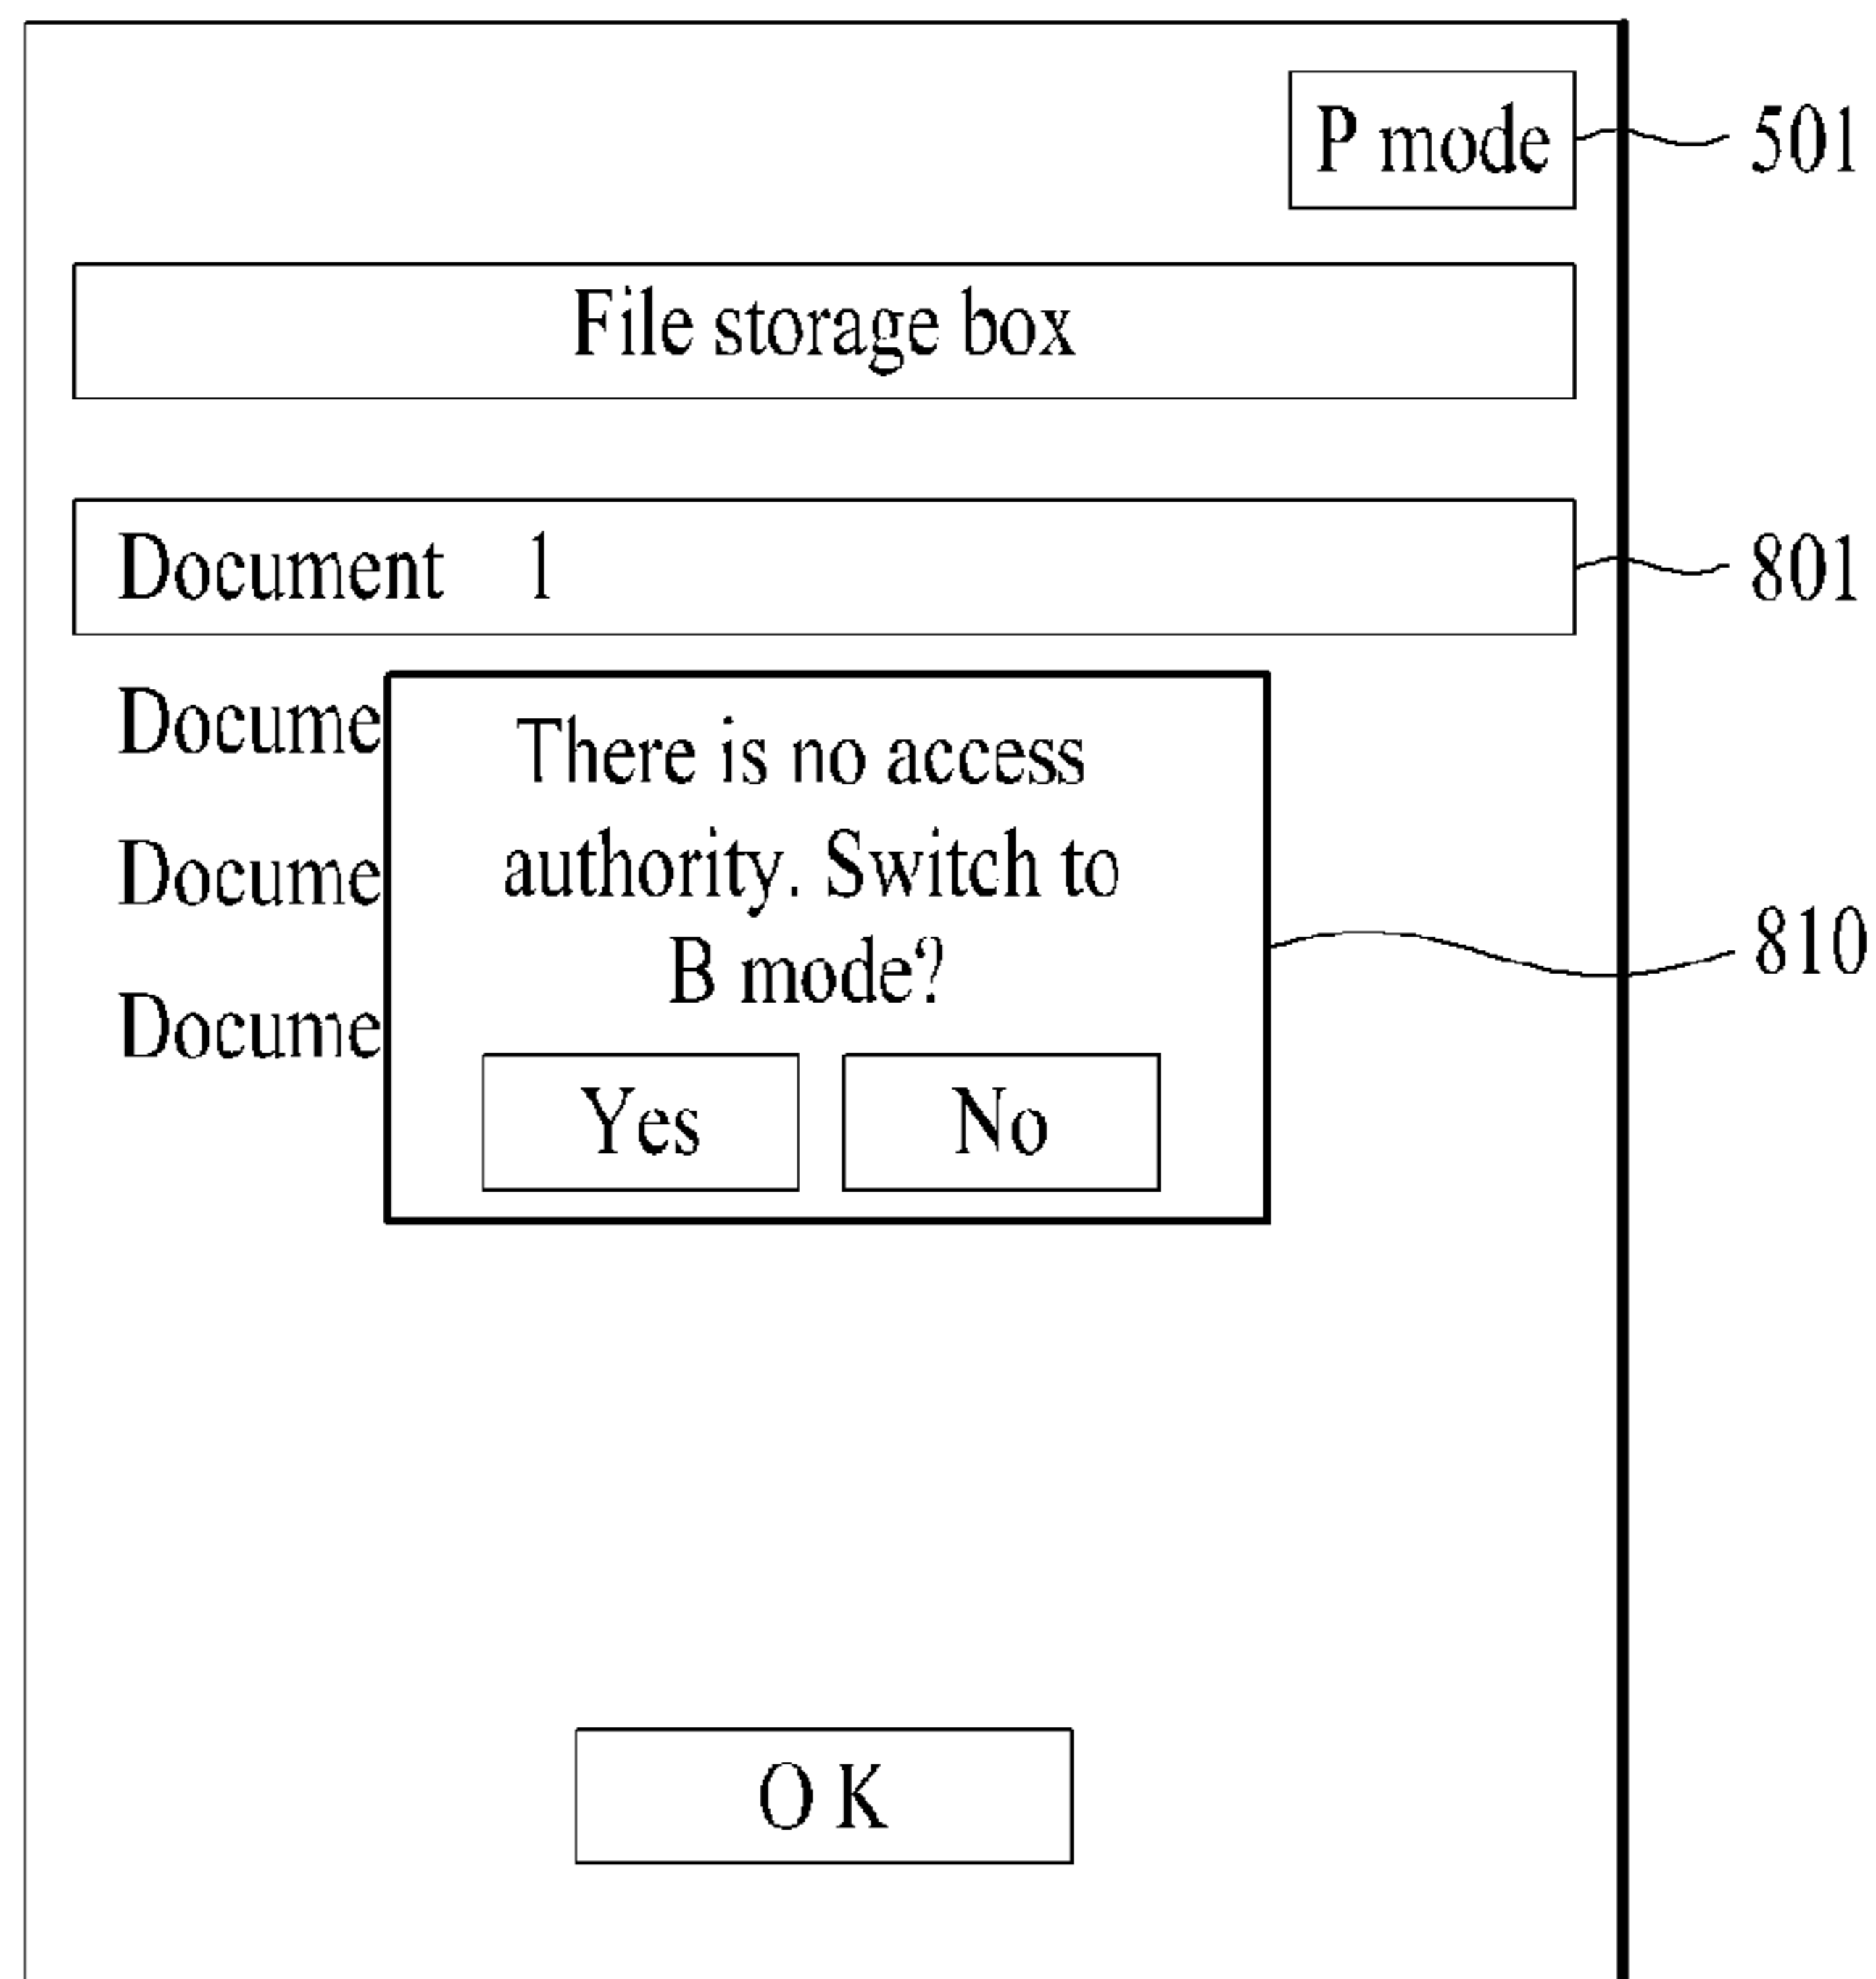 P mode
501
File storage box
Document 1
801
Docume
There is no access
authority. Switch to
B mode?
Docume
810
Docume
Yes
No
OK